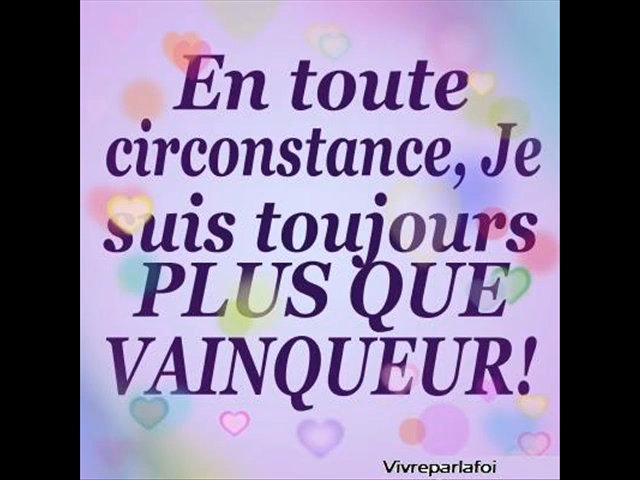 En toute
circonstance, Je
suis toujours
PLUS QUE
VAINQUEUR!
Vivreparlafoi